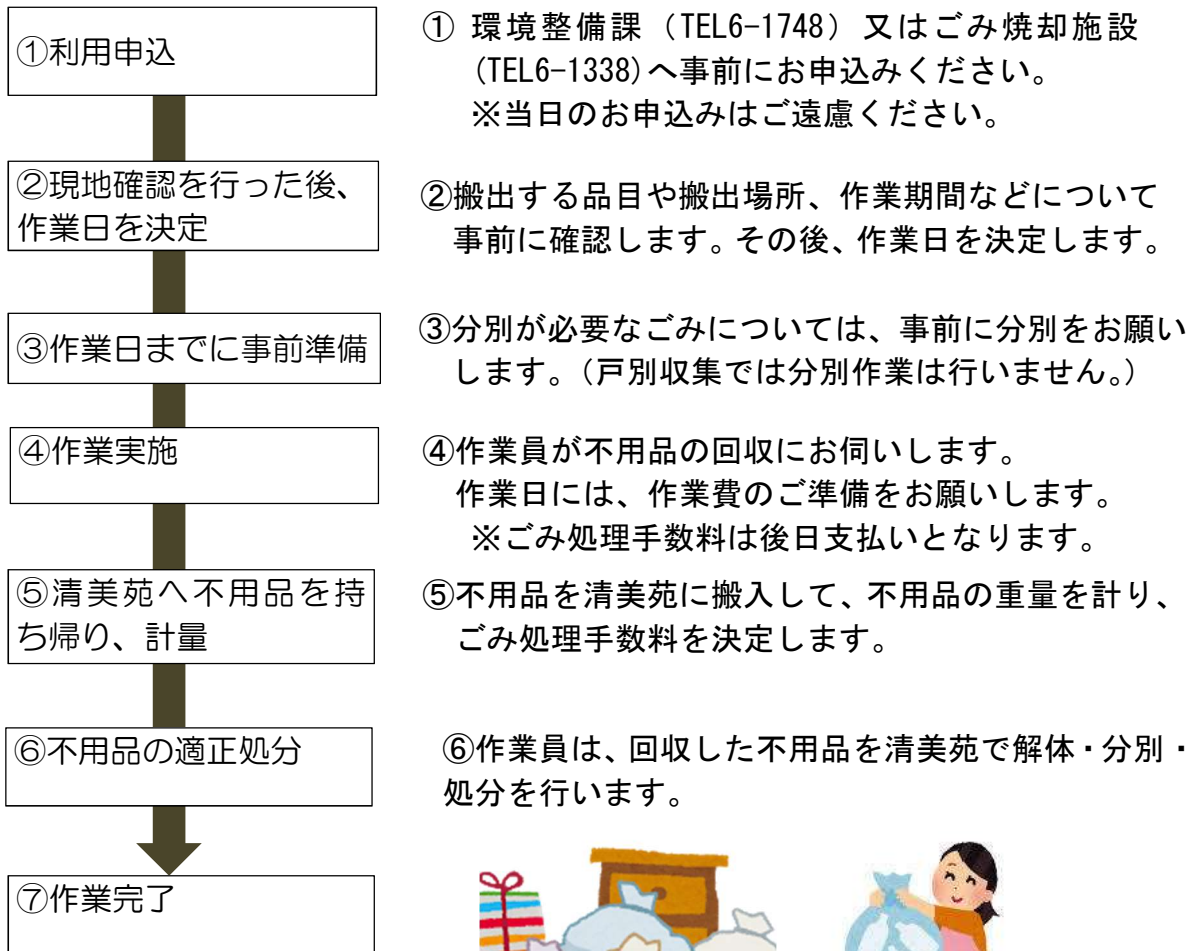 ①利用申込
① 環境整備課（TEL6-1748）又はごみ焼却施設
(TEL6-1338)へ事前にお申込みください。
※当日のお申込みはご遠慮ください。
②現地確認を行った後、
作業日を決定
②搬出する品目や搬出場所、作業期間などについて
事前に確認します。その後、作業日を決定します。
③作業日までに事前準備
③分別が必要なごみについては、事前に分別をお願い
します。（戸別収集では分別作業は行いません。）
④作業実施
④作業員が不用品の回収にお伺いします。
作業日には、作業費のご準備をお願いします。
※ごみ処理手数料は後日支払いとなります。
⑤清美苑へ不用品を持
ち帰り、計量
⑤不用品を清美苑に搬入して、不用品の重量を計り、
ごみ処理手数料を決定します。
⑥不用品の適正処分
⑥作業員は、回収した不用品を清美苑で解体・分別・
処分を行います。
⑦作業完了